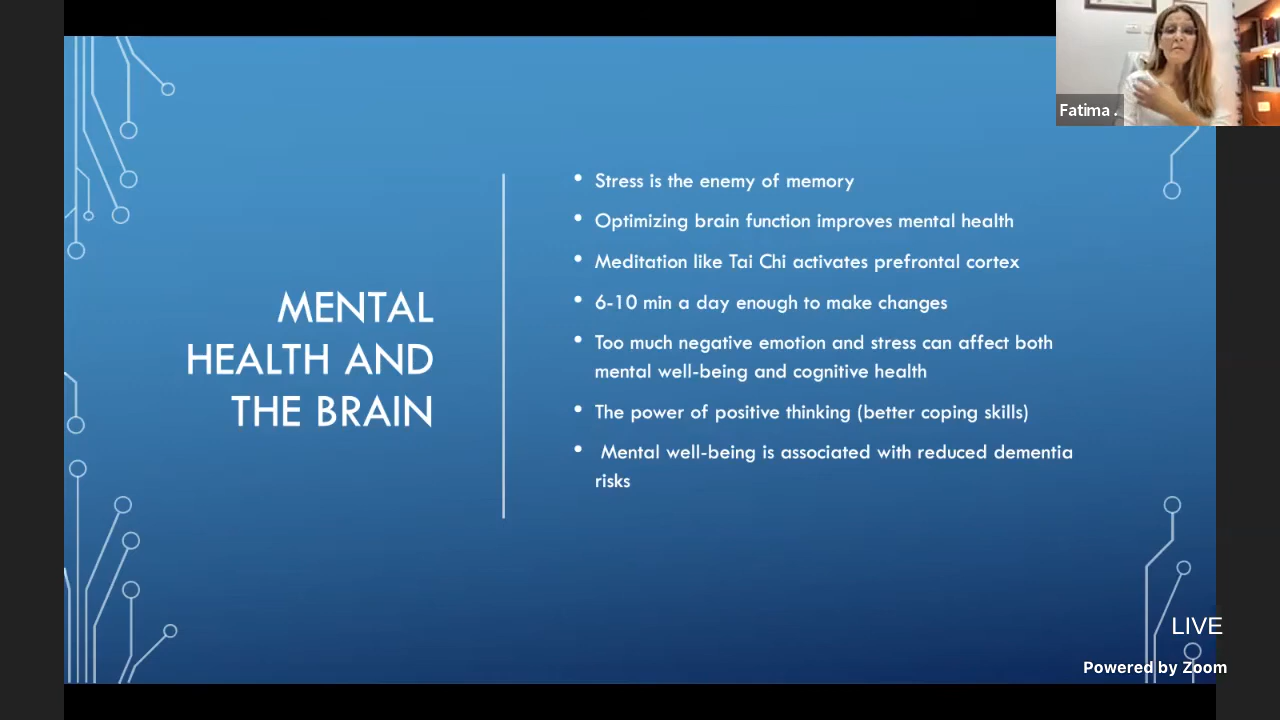 Fatima .
MENTAL
HEALTH AND
THE BRAIN
• Stress is the enemy of memory
• Optimizing brain function improves mental health
• Meditation like Tai Chi activates prefrontal cortex
• 6-10 min a day enough to make changes
• Too much negative emotion and stress can affect both
mental well-being and cognitive health
• The power of positive thinking (better coping skills)
• Mental well-being is associated with reduced dementia
risks
LIVE
Powered by Zoom